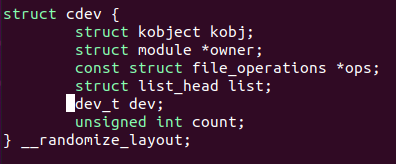 struct cdev {
        struct kobject kobj;
        struct module *owner;
        const struct file_operations *ops;
        struct list_head list;
        dev_t dev;
        unsigned int count;
} __randomize_layout;